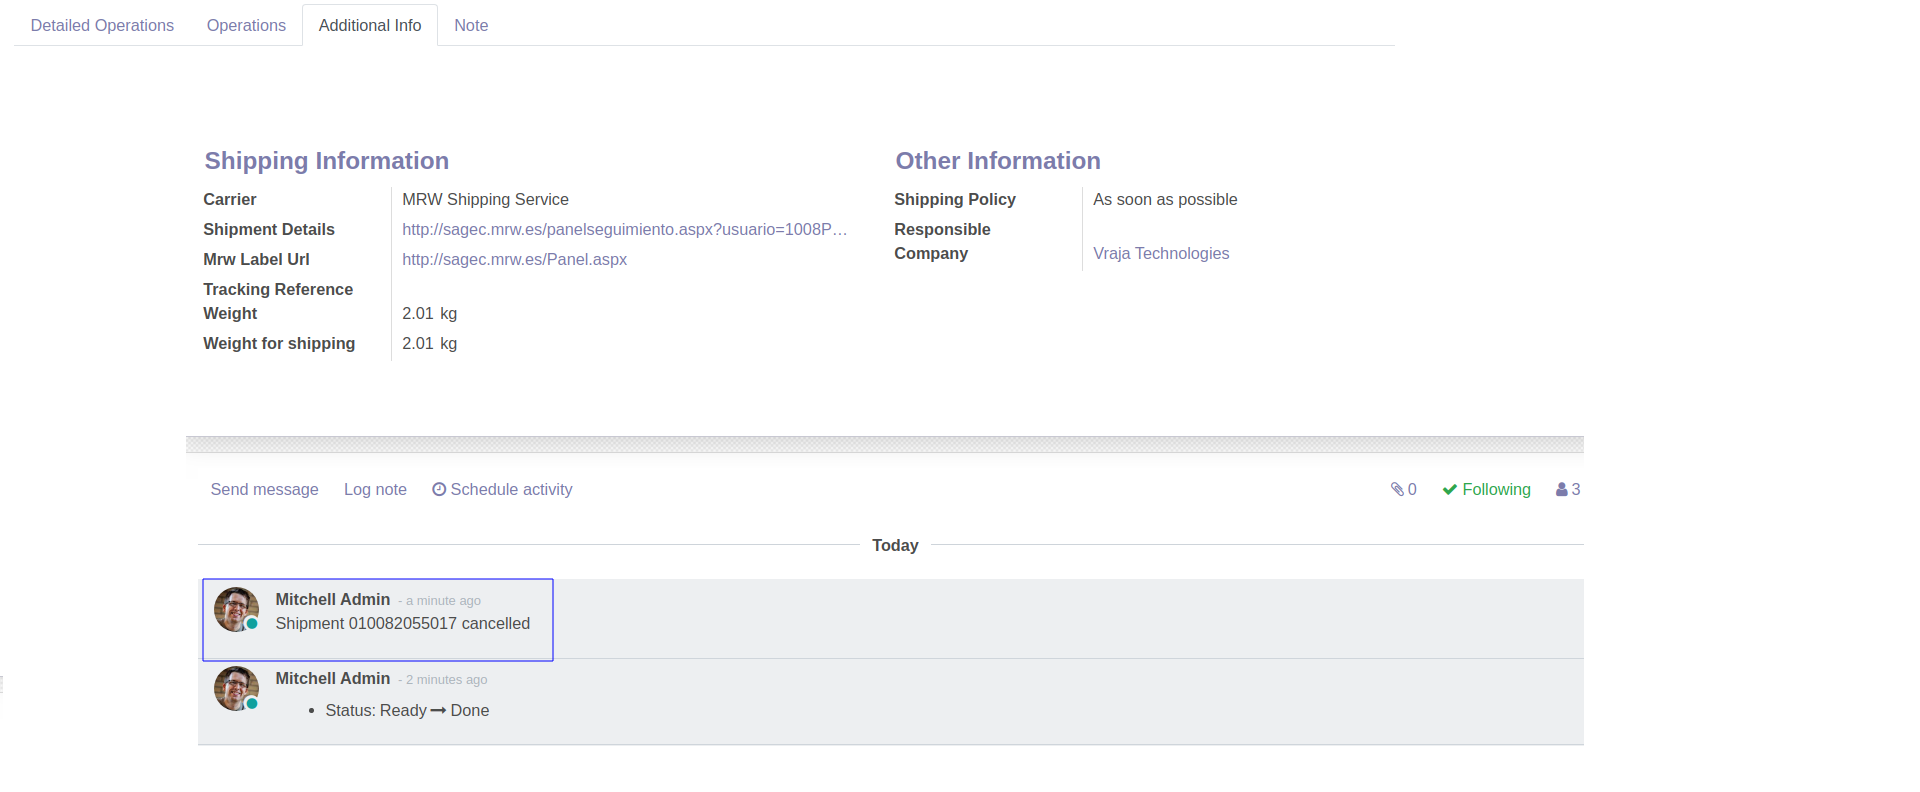 Detailed Operations Operations Additional Info Note
Shipping Information
Carrier MRW Shipping Service
Shipment Details http://sagec.mrw.es/panelseguimiento.aspx?usuario=1008P...
Mrw Label Url http://sagec.mrw.es/Panel.aspx
Tracking Reference
Weight 2.01 kg
Weight for shipping 2.01 kg
Other Information
Shipping Policy As soon as possible
Responsible
Company Vraja Technologies
Send message Log note Schedule activity 0 Following 3
Today
Mitchell Admin - a minute ago
Shipment 010082055017 cancelled
Mitchell Admin - 2 minutes ago
• Status: Ready → Done